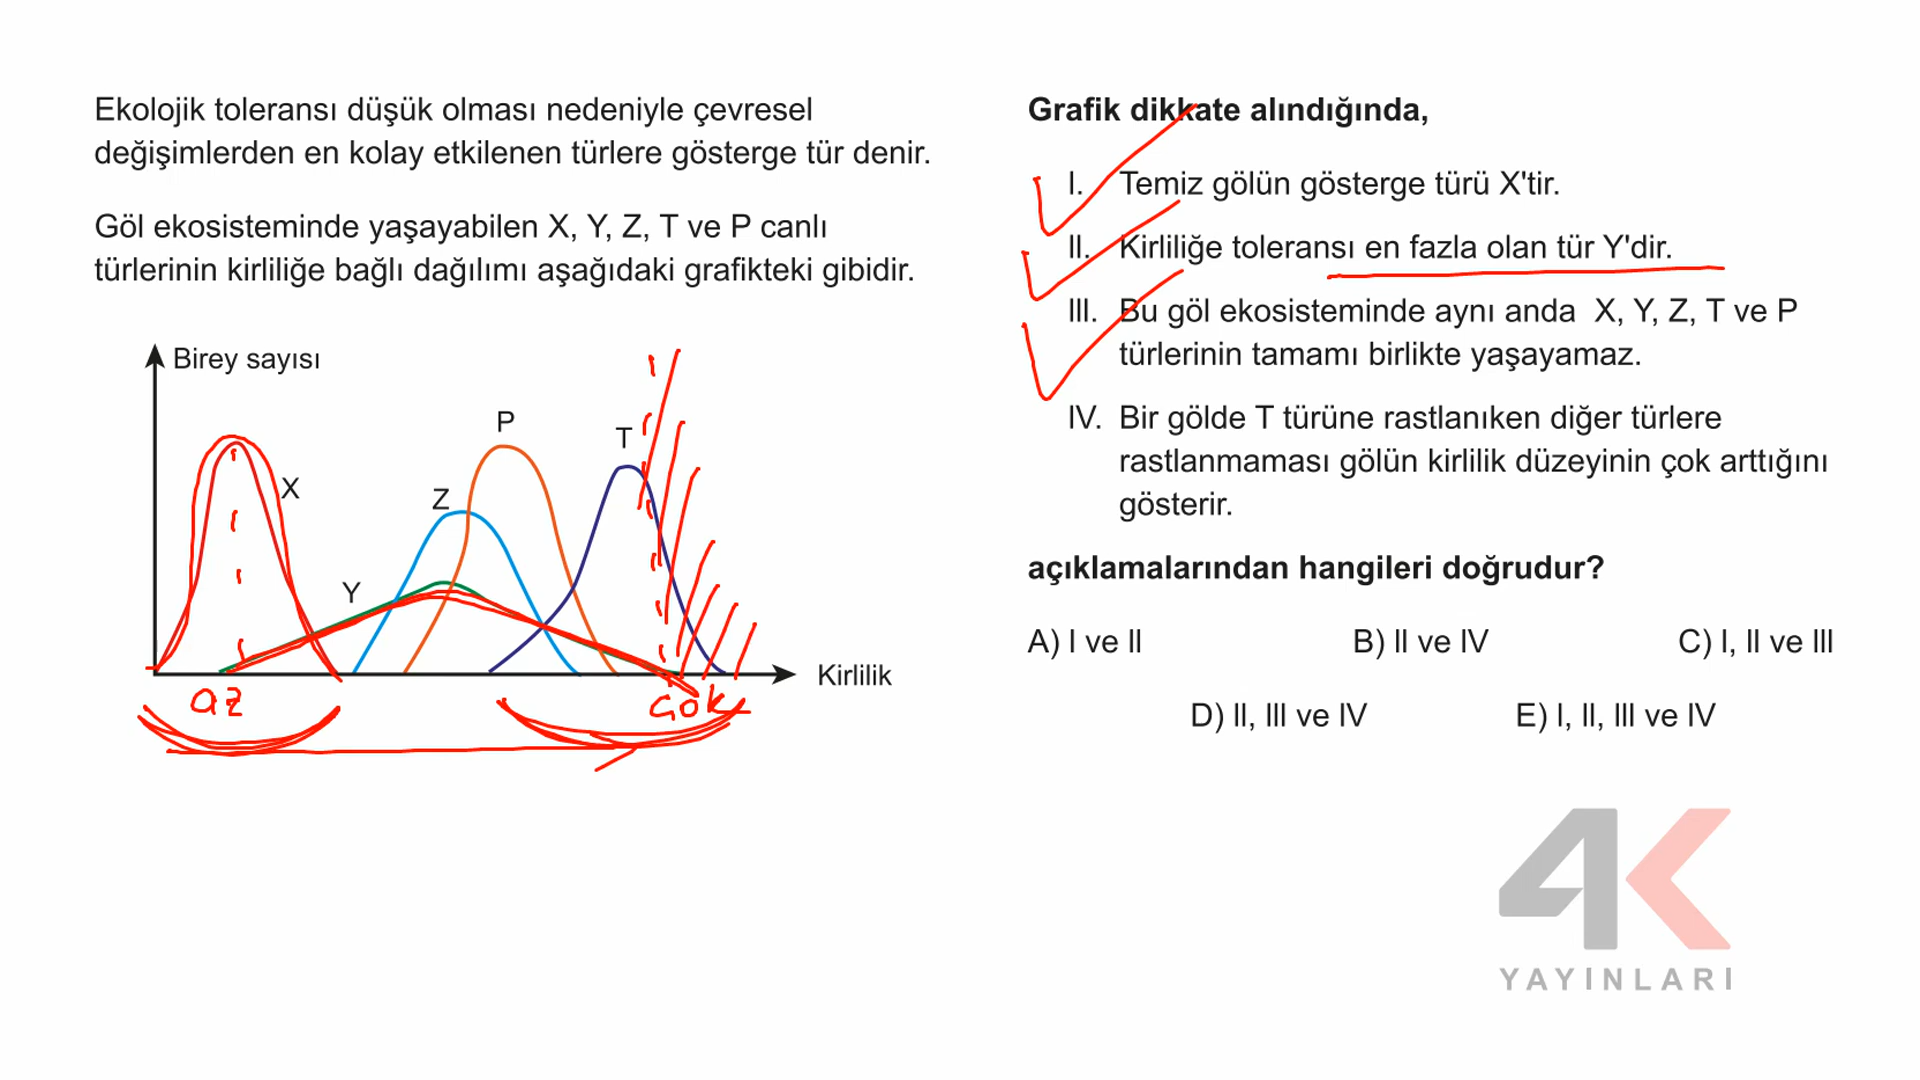 Ekolojik toleransı düşük olması nedeniyle çevresel
değişimlerden en kolay etkilenen türlere gösterge tür denir.
Göl ekosisteminde yaşayabilen X, Y, Z, T ve P canlı
türlerinin kirliliğe bağlı dağılımı aşağıdaki grafikteki gibidir.
Birey sayısı
P
T
X
Z
Y
Kirlilik
az
çok
Grafik dikkate alındığında,
I. Temiz gölün gösterge türü X'tir.
II. Kirliliğe toleransı en fazla olan tür Y'dir.
III. Bu göl ekosisteminde aynı anda X, Y, Z, T ve P
türlerinin tamamı birlikte yaşayamaz.
IV. Bir gölde T türüne rastlanıken diğer türlere
rastlanmaması gölün kirlilik düzeyinin çok arttığını
gösterir.
açıklamalarından hangileri doğrudur?
A) I ve II B) II ve IV C) I, II ve III
D) II, III ve IV E) I, II, III ve IV
4K
YAYINLARI